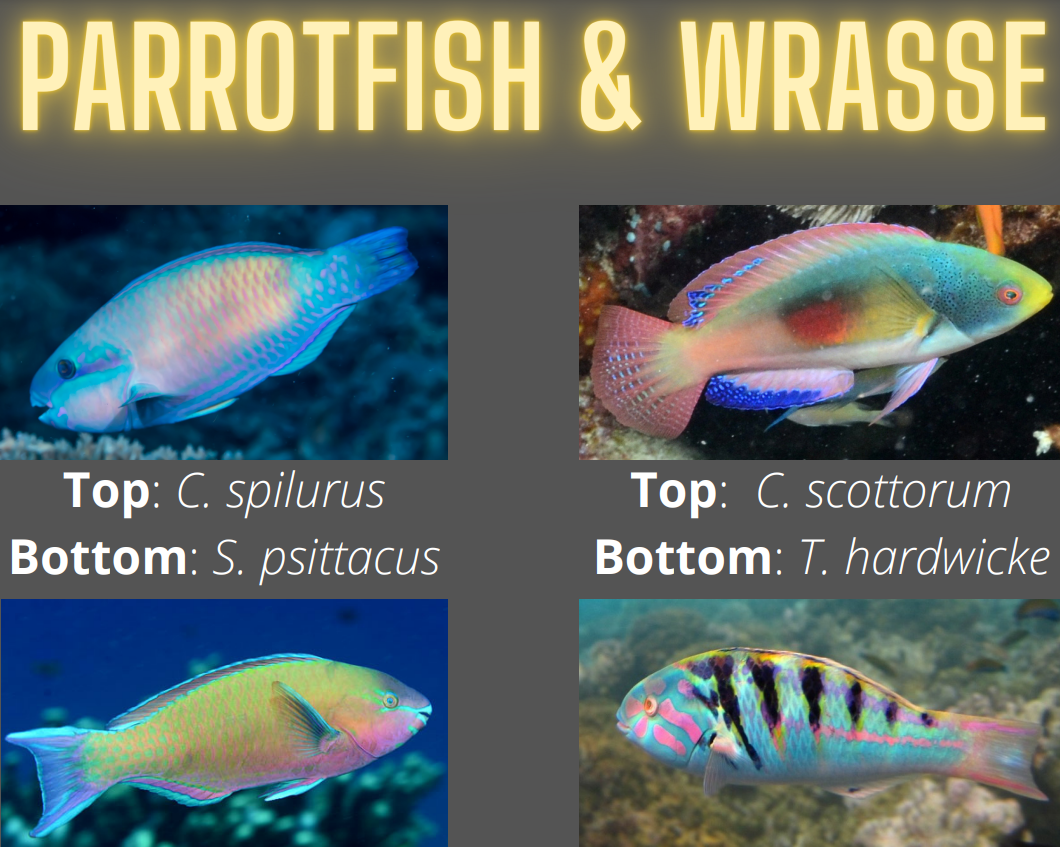 PARROTFISH & WRASSE
Top: C. spilurus
Bottom: S. psittacus
Top: C. scottorum
Bottom: T. hardwicke